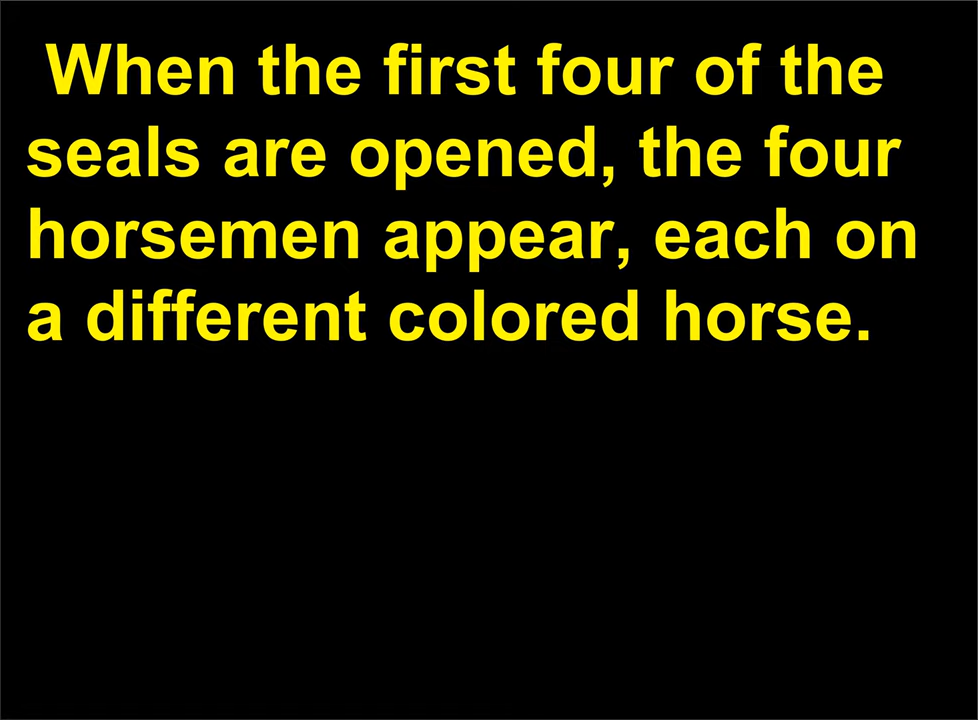 When the first four of the
seals are opened, the four
horsemen appear, each on
a different colored horse.